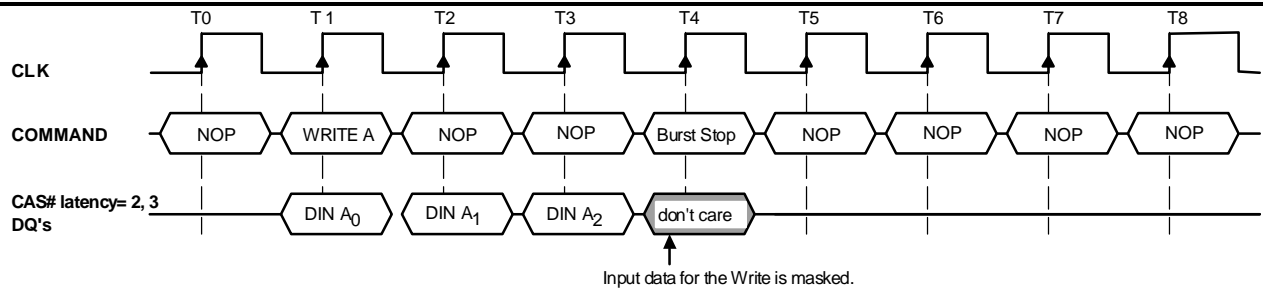 T0 T1 T2 T3 T4 T5 T6 T7 T8
CLK
COMMAND NOP WRITE A NOP NOP Burst Stop NOP NOP NOP NOP
CAS# latency= 2, 3
DQ's DIN A0 DIN A1 DIN A2 don't care
Input data for the Write is masked.